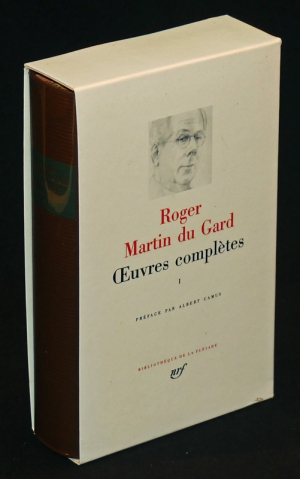 Roger
Martin du Gard
Œuvres complètes
I
PRÉFACE PAR ALBERT CAMUS
BIBLIOTHÈQUE DE LA PLÉIADE
nrf